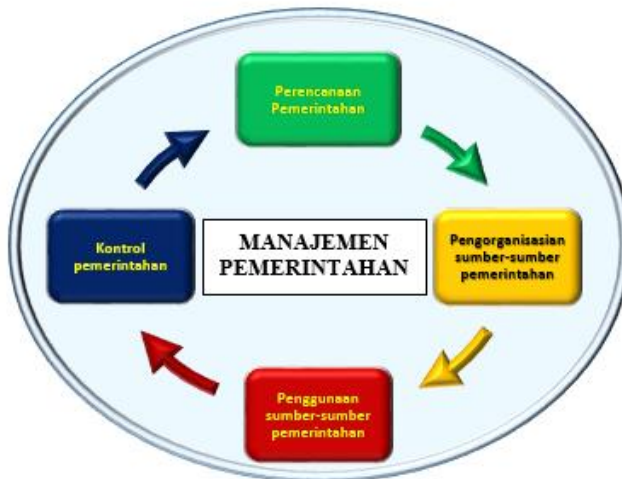 Perencanaan
Pemerintahan
Kontrol
pemerintahan
MANAJEMEN
PEMERINTAHAN
Pengorganisasian
sumber-sumber
pemerintahan
Penggunaan
sumber-sumber
pemerintahan